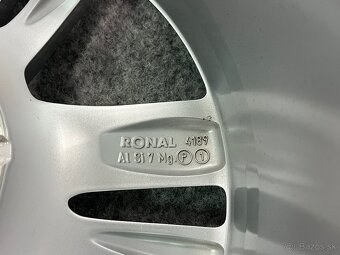 RONAL 4189
Al Si 7 Mg P 1
Bazos.sk